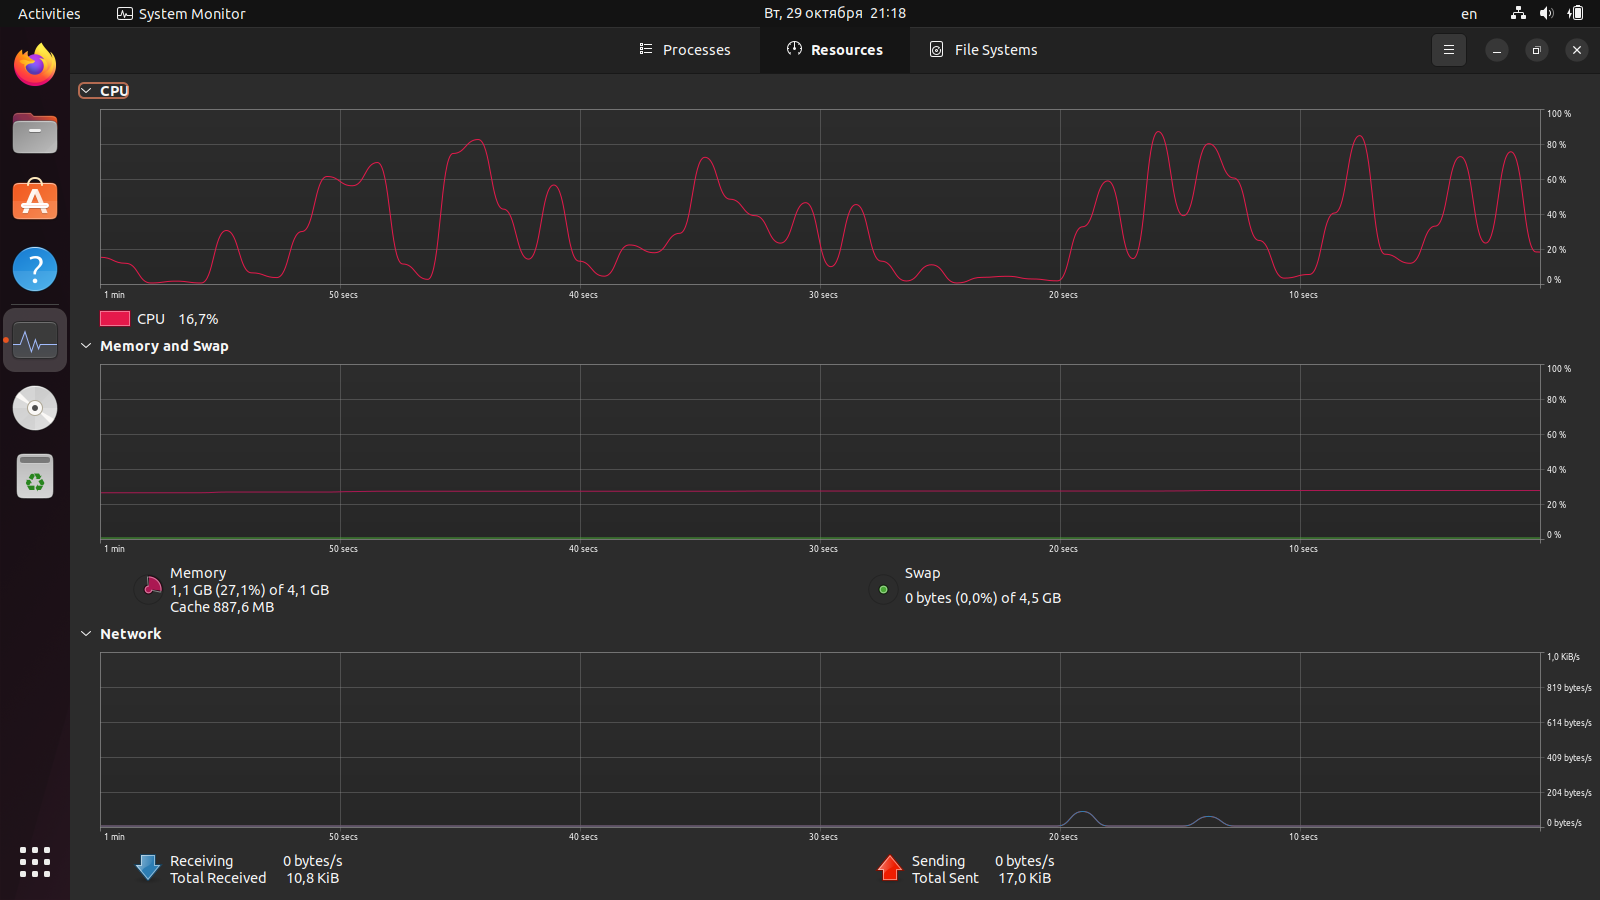 Activities System Monitor Вт, 29 октября 21:18 en
Processes Resources File Systems
CPU
100 %
80 %
60 %
40 %
20 %
0 %
1 min 50 secs 40 secs 30 secs 20 secs 10 secs
CPU 16,7%
Memory and Swap
100 %
80 %
60 %
40 %
20 %
0 %
1 min 50 secs 40 secs 30 secs 20 secs 10 secs
Memory
1,1 GB (27,1%) of 4,1 GB
Cache 887,6 MB
Swap
0 bytes (0,0%) of 4,5 GB
Network
1,0 KiB/s
819 bytes/s
614 bytes/s
409 bytes/s
204 bytes/s
0 bytes/s
1 min 50 secs 40 secs 30 secs 20 secs 10 secs
Receiving 0 bytes/s
Total Received 10,8 KiB
Sending 0 bytes/s
Total Sent 17,0 KiB